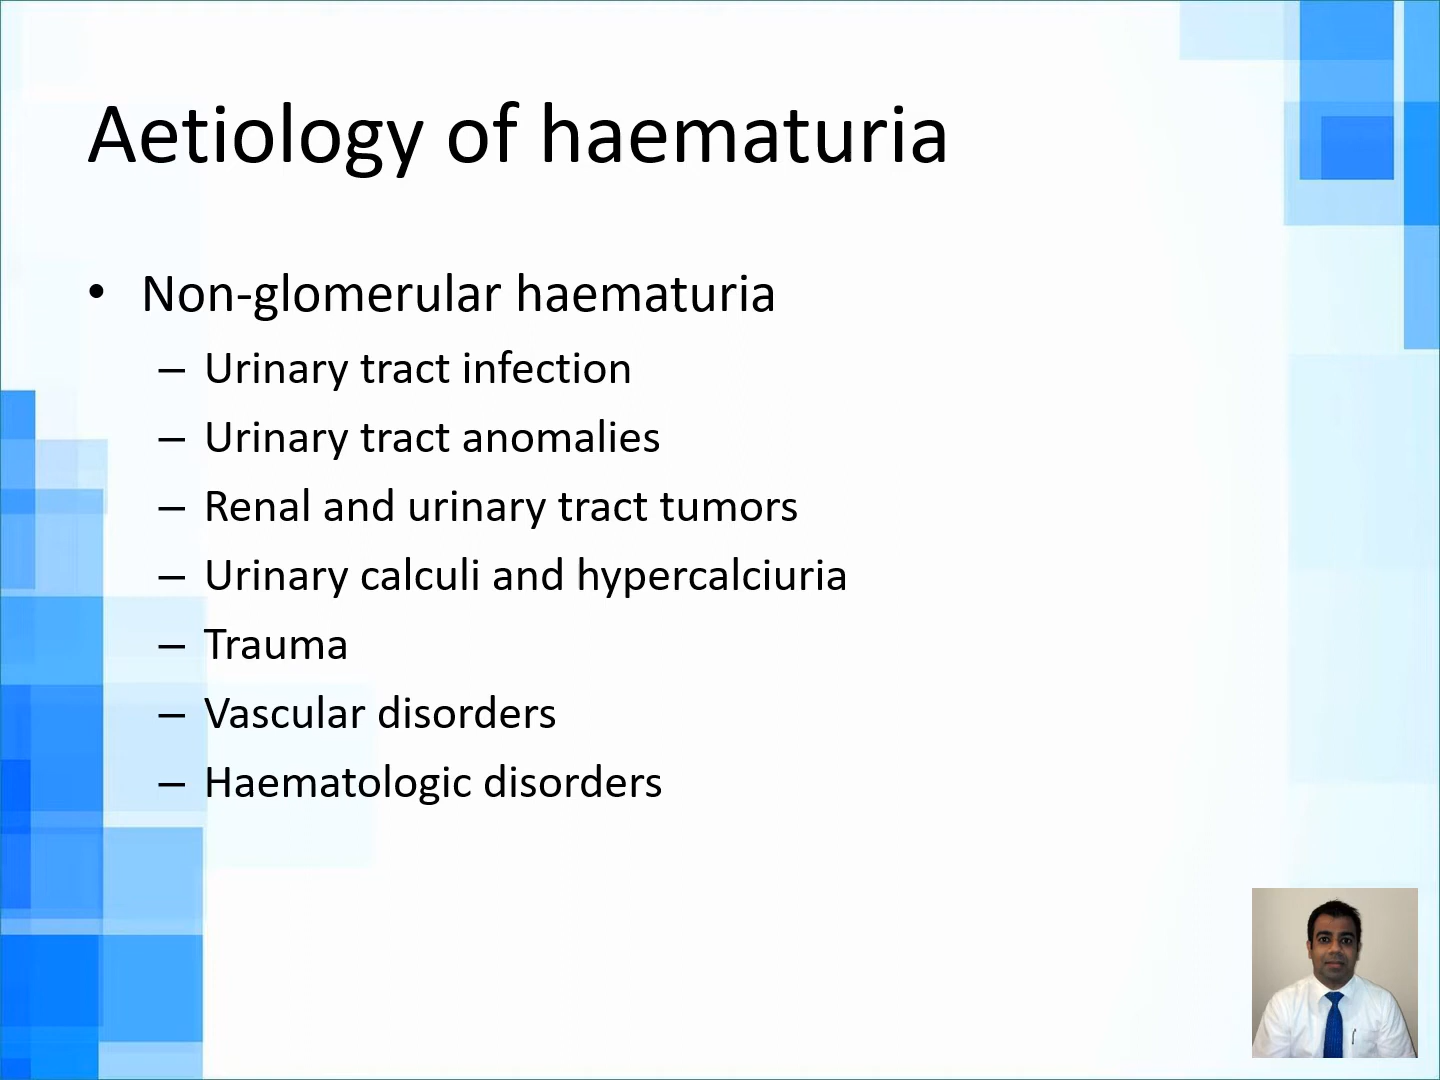 Aetiology of haematuria
• Non-glomerular haematuria
– Urinary tract infection
– Urinary tract anomalies
– Renal and urinary tract tumors
– Urinary calculi and hypercalciuria
– Trauma
– Vascular disorders
– Haematologic disorders